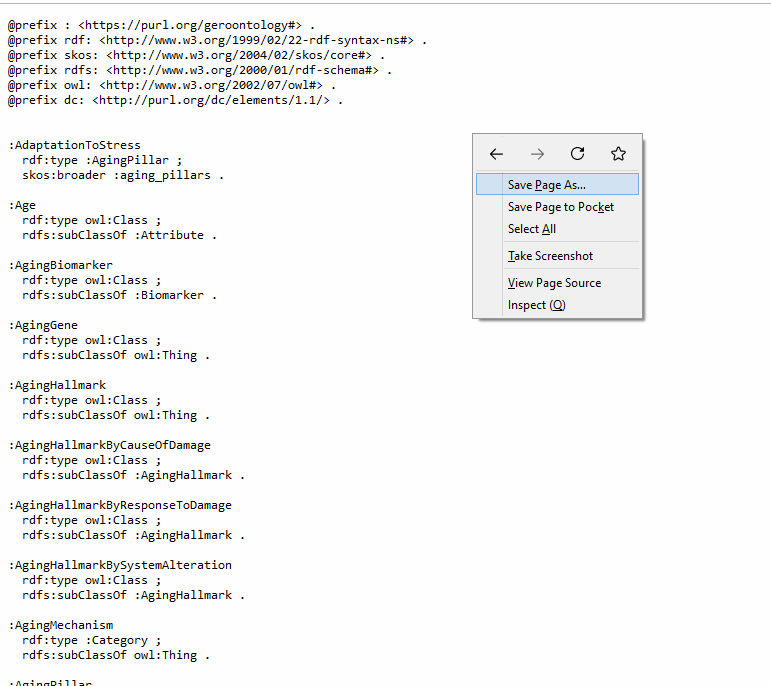 @prefix : <https://purl.org/geroontology#> .
@prefix rdf: <http://www.w3.org/1999/02/22-rdf-syntax-ns#> .
@prefix skos: <http://www.w3.org/2004/02/skos/core#> .
@prefix rdfs: <http://www.w3.org/2000/01/rdf-schema#> .
@prefix owl: <http://www.w3.org/2002/07/owl#> .
@prefix dc: <http://purl.org/dc/elements/1.1/> .
:AdaptationToStress
rdf:type :AgingPillar ;
skos:broader :aging_pillars .
:Age
rdf:type owl:Class ;
rdfs:subClassOf :Attribute .
:AgingBiomarker
rdf:type owl:Class ;
rdfs:subClassOf :Biomarker .
:AgingGene
rdf:type owl:Class ;
rdfs:subClassOf owl:Thing .
:AgingHallmark
rdf:type owl:Class ;
rdfs:subClassOf owl:Thing .
:AgingHallmarkByCauseOfDamage
rdf:type owl:Class ;
rdfs:subClassOf :AgingHallmark .
:AgingHallmarkByResponseToDamage
rdf:type owl:Class ;
rdfs:subClassOf :AgingHallmark .
:AgingHallmarkBySystemAlteration
rdf:type owl:Class ;
rdfs:subClassOf :AgingHallmark .
:AgingMechanism
rdf:type :Category ;
rdfs:subClassOf owl:Thing .
:AgingPillar
Save Page As...
Save Page to Pocket
Select All
Take Screenshot
View Page Source
Inspect (Q)